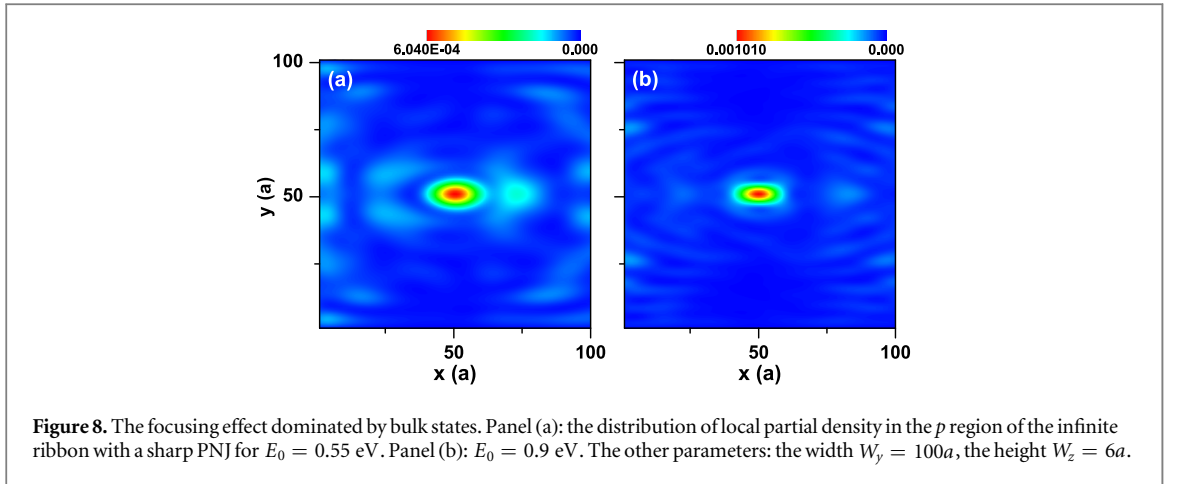 6.040E-04 0.000 0.001010 0.000
(a) (b)
100
50
y (a)
50 100 50 100
x (a) x (a)
Figure 8. The focusing effect dominated by bulk states. Panel (a): the distribution of local partial density in the p region of the infinite
ribbon with a sharp PNJ for E₀ = 0.55 eV. Panel (b): E₀ = 0.9 eV. The other parameters: the width W_y = 100a, the height W_z = 6a.